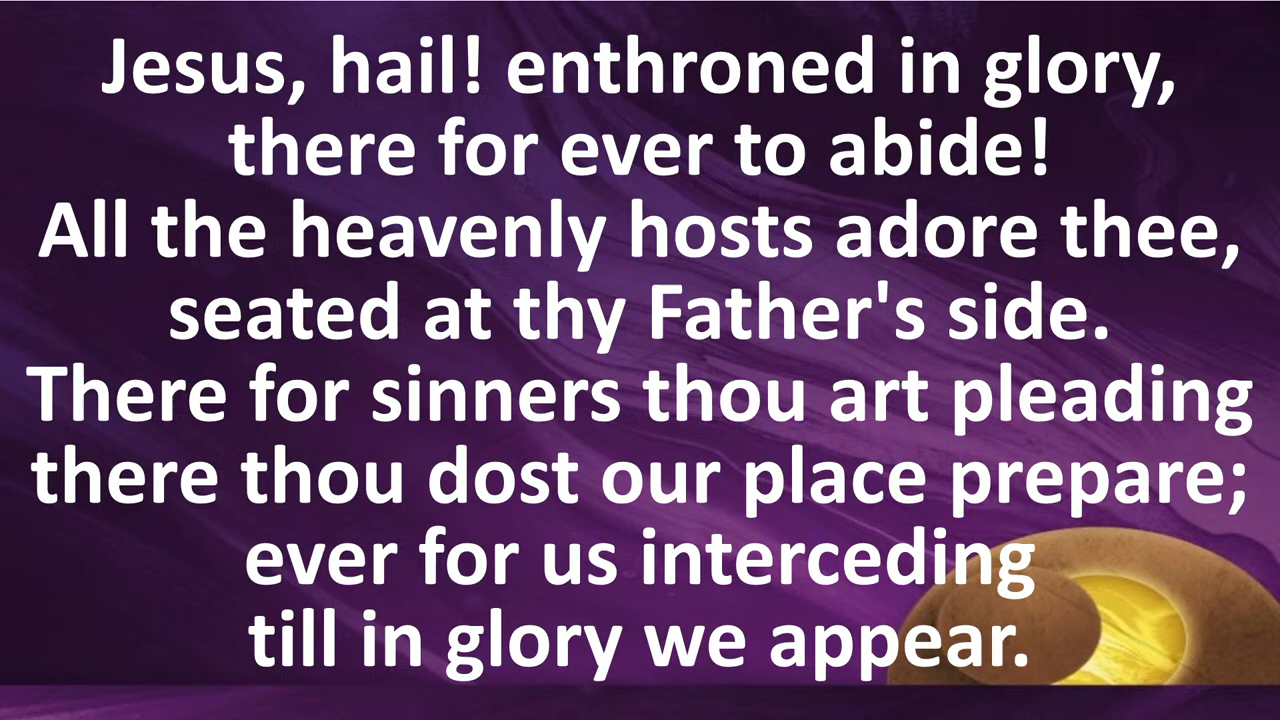 Jesus, hail! enthroned in glory,
there for ever to abide!
All the heavenly hosts adore thee,
seated at thy Father's side.
There for sinners thou art pleading
there thou dost our place prepare;
ever for us interceding
till in glory we appear.